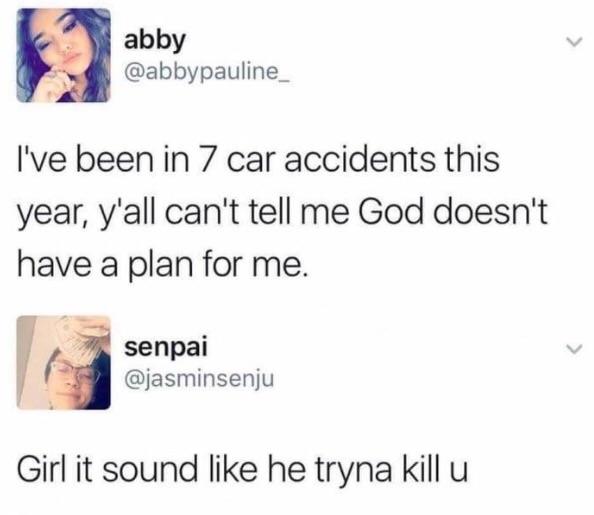 abby
@abbypauline_
I've been in 7 car accidents this
year, y'all can't tell me God doesn't
have a plan for me.
senpai
@jasminsenju
Girl it sound like he tryna kill u